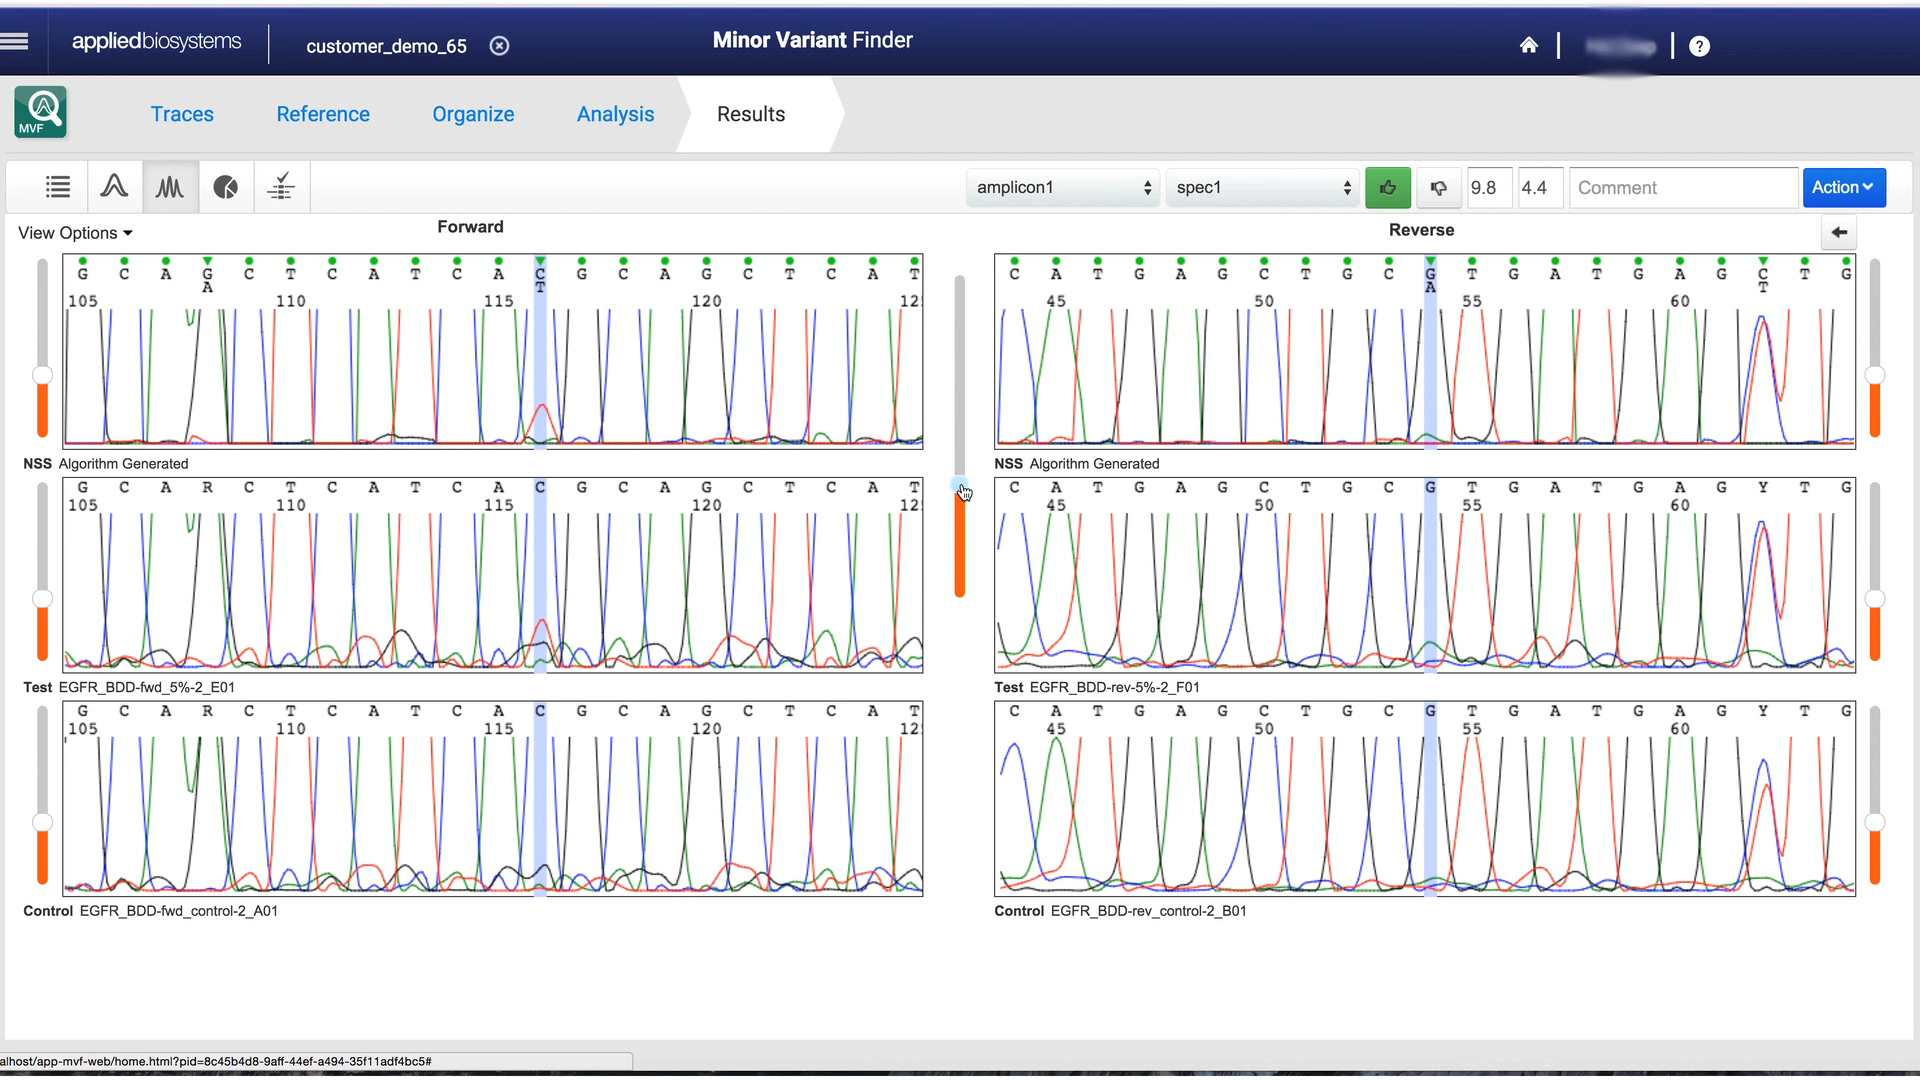 appliedbiosystems customer_demo_65 Minor Variant Finder ?
MVF Traces Reference Organize Analysis Results
amplicon1 spec1 9.8 4.4 Comment Action
View Options Forward Reverse
G C A G C T C A T C A C G C A G C T C A T
A T
105 110 115 120 12
C A T G A G C T G C G T G A T G A G C T G
A T
45 50 55 60
NSS Algorithm Generated
NSS Algorithm Generated
G C A R C T C A T C A C G C A G C T C A T
105 110 115 120 12
C A T G A G C T G C G T G A T G A G Y T G
45 50 55 60
Test EGFR_BDD-fwd_5%-2_E01
Test EGFR_BDD-rev-5%-2_F01
G C A R C T C A T C A C G C A G C T C A T
105 110 115 120 12
C A T G A G C T G C G T G A T G A G Y T G
45 50 55 60
Control EGFR_BDD-fwd_control-2_A01
Control EGFR_BDD-rev_control-2_B01
alhost/app-mvf-web/home.html?pid=8c45b4d8-9aff-44ef-a494-35f11adf4bc5#